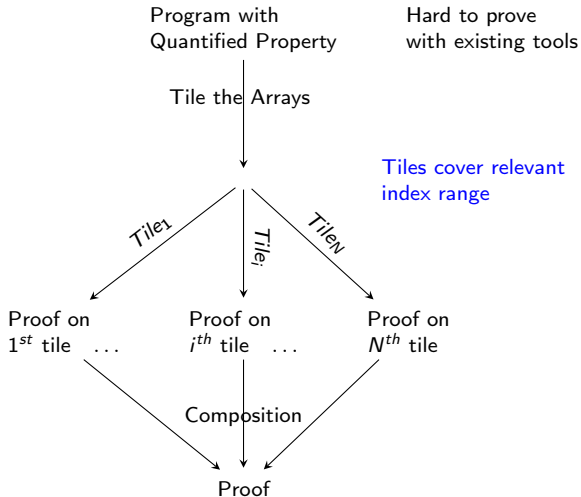 Program with
Quantified Property
Hard to prove
with existing tools
Tile the Arrays
Tiles cover relevant
index range
Tile₁
Tileᵢ
Tile_N
Proof on
1ˢᵗ tile ...
Proof on
iᵗʰ tile ...
Proof on
Nᵗʰ tile
Composition
Proof